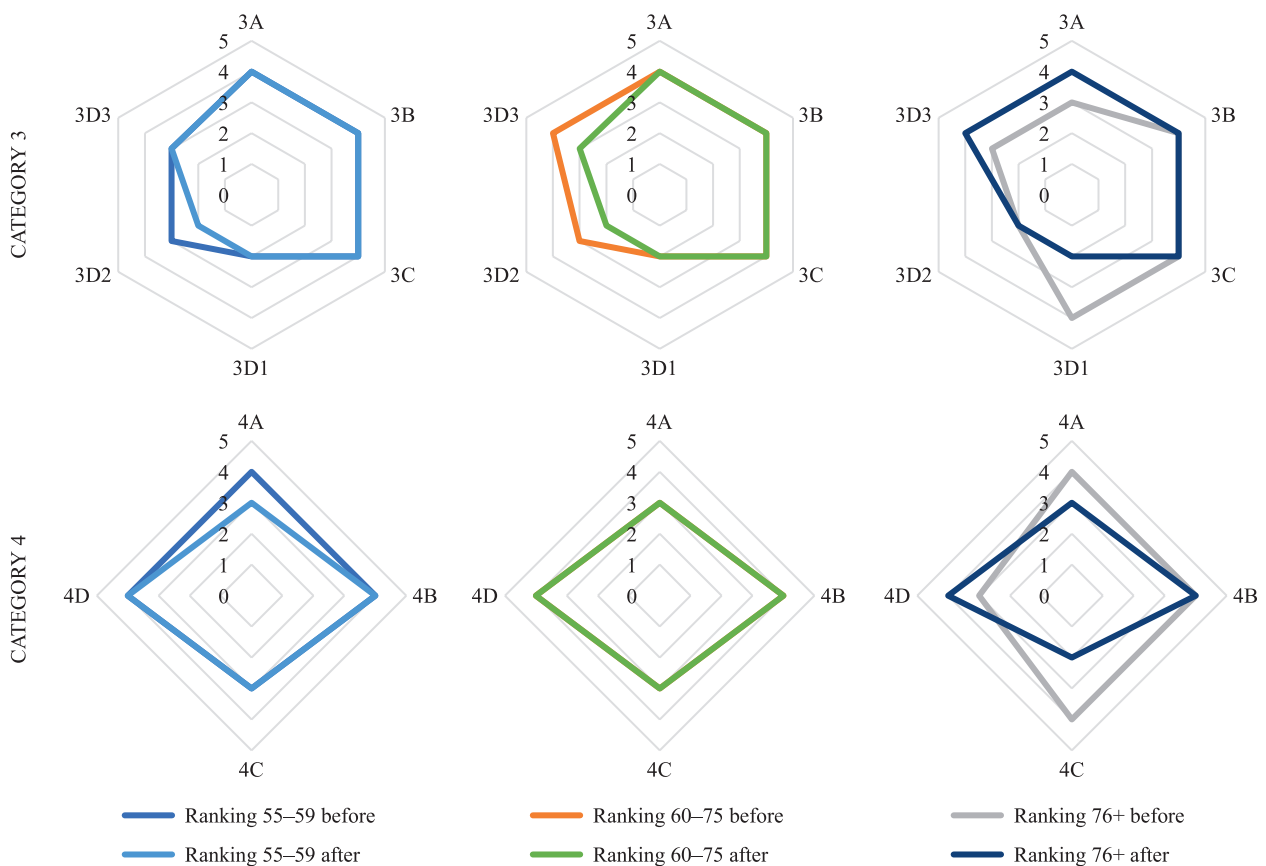 CATEGORY 3
3A
5
4
3
2
1
0
3B
3C
3D1
3D2
3D3
3A
5
4
3
2
1
0
3B
3C
3D1
3D2
3D3
3A
5
4
3
2
1
0
3B
3C
3D1
3D2
3D3
CATEGORY 4
4A
5
4
3
2
1
0
4B
4C
4D
4A
5
4
3
2
1
0
4B
4C
4D
4A
5
4
3
2
1
0
4B
4C
4D
Ranking 55–59 before
Ranking 55–59 after
Ranking 60–75 before
Ranking 60–75 after
Ranking 76+ before
Ranking 76+ after